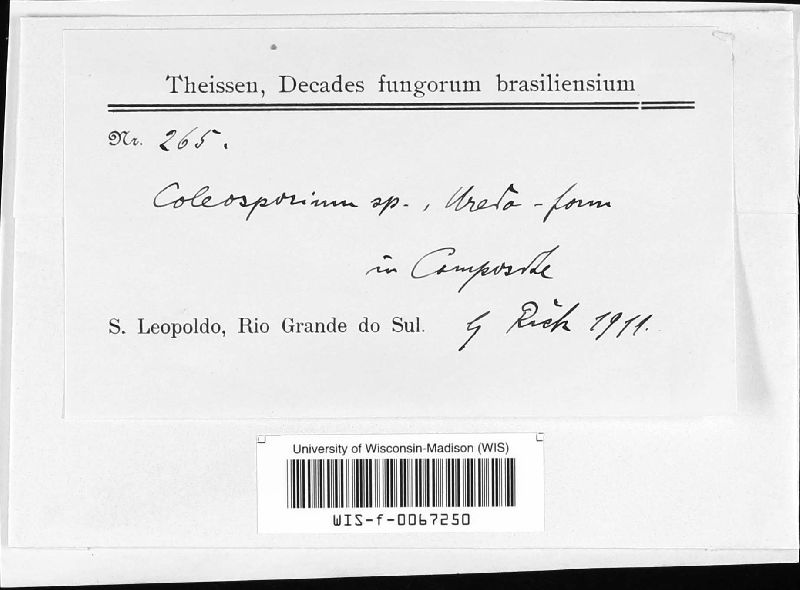 Theissen, Decades fungorum brasiliensium
Nr. 265.
Coleosporium sp., Uredo-form
in Composite
S. Leopoldo, Rio Grande do Sul. Rick 1911.
University of Wisconsin-Madison (WIS)
WIS-f-0067250